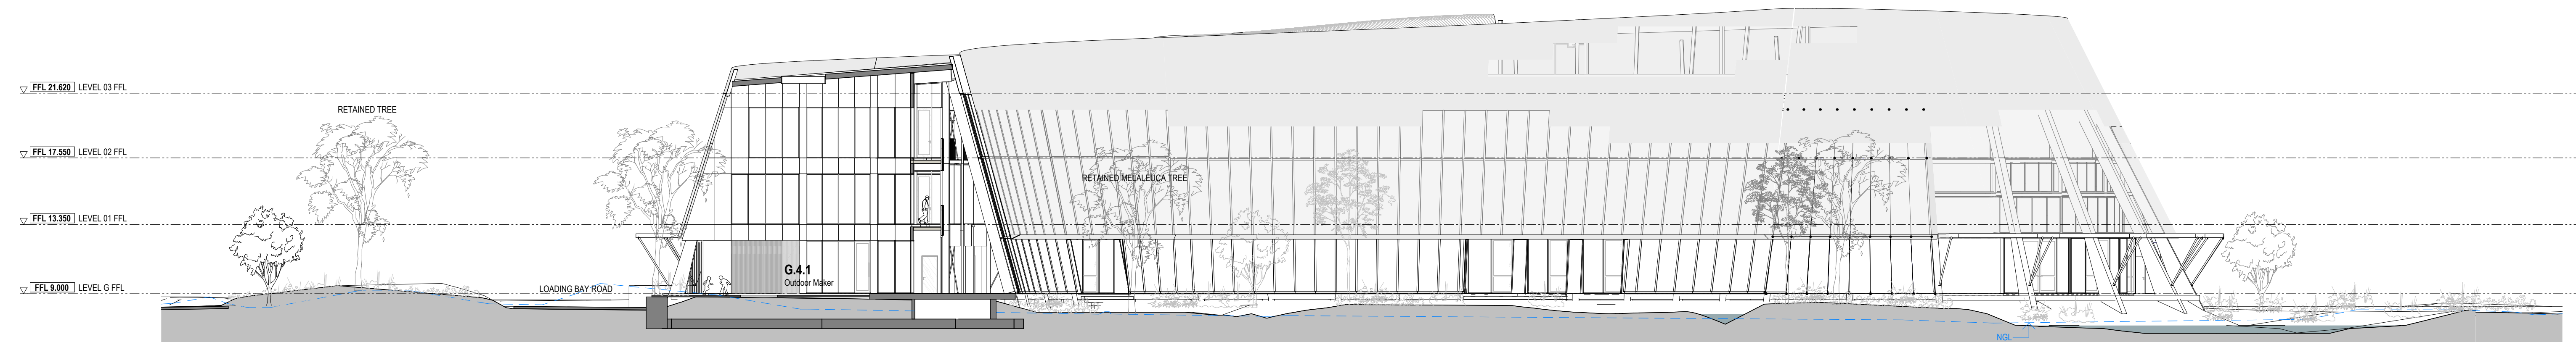 FFL 21.620 LEVEL 03 FFL
RETAINED TREE
FFL 17.550 LEVEL 02 FFL
RETAINED MELALEUCA TREE
FFL 13.350 LEVEL 01 FFL
G.4.1
Outdoor Maker
FFL 9.000 LEVEL G FFL
LOADING BAY ROAD
NGL